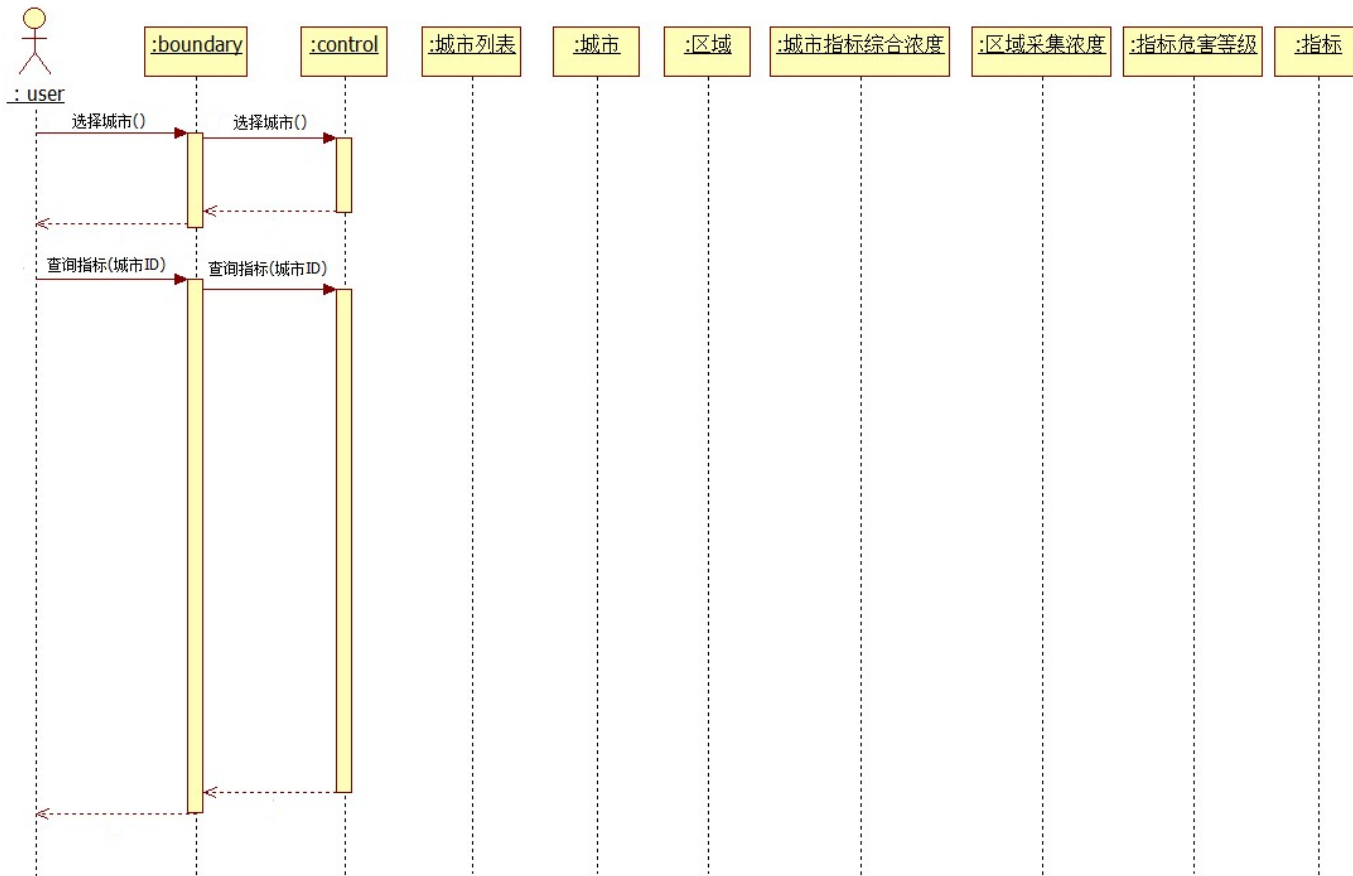 :boundary
:control
:城市列表
:城市
:区域
:城市指标综合浓度
:区域采集浓度
:指标危害等级
:指标
: user
选择城市()
选择城市()
查询指标(城市ID)
查询指标(城市ID)